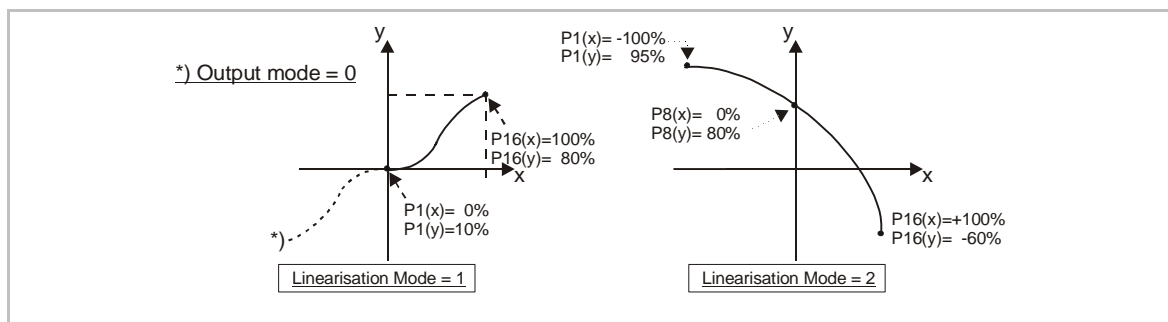 y
*) Output mode = 0
P16(x)=100%
P16(y)= 80%
x
P1(x)= 0%
P1(y)=10%
*)
Linearisation Mode = 1
P1(x)= -100%
P1(y)= 95%
y
P8(x)= 0%
P8(y)= 80%
x
P16(x)=+100%
P16(y)= -60%
Linearisation Mode = 2